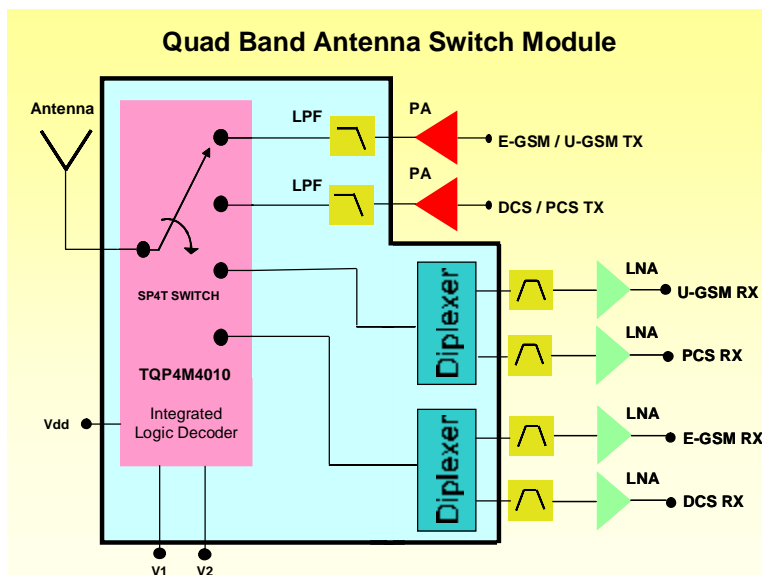 Quad Band Antenna Switch Module
Antenna
LPF
PA
E-GSM / U-GSM TX
LPF
PA
DCS / PCS TX
SP4T SWITCH
TQP4M4010
Integrated
Logic Decoder
Vdd
V1
V2
Diplexer
LNA
U-GSM RX
LNA
PCS RX
Diplexer
LNA
E-GSM RX
LNA
DCS RX